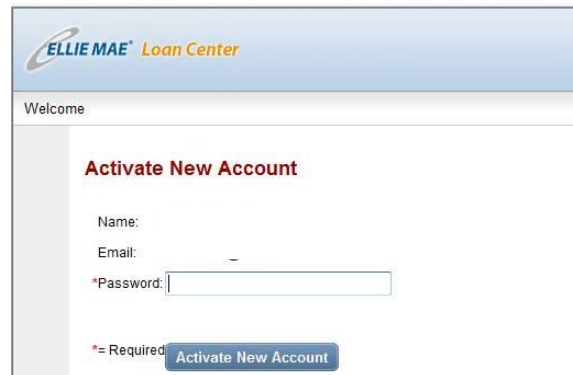 ELLIE MAE® Loan Center
Welcome
Activate New Account
Name:
Email:
*Password:
*= Required Activate New Account